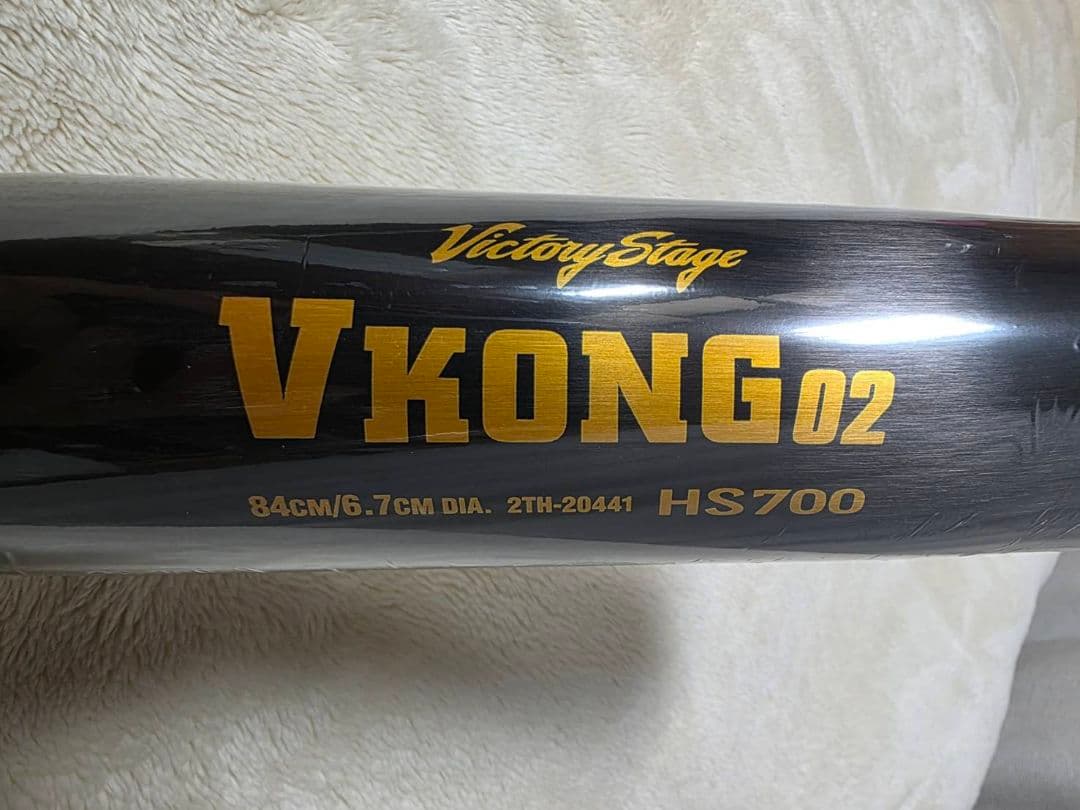 Victory Stage
VKONG02
84CM/6.7CM DIA. 2TH-20441 HS700